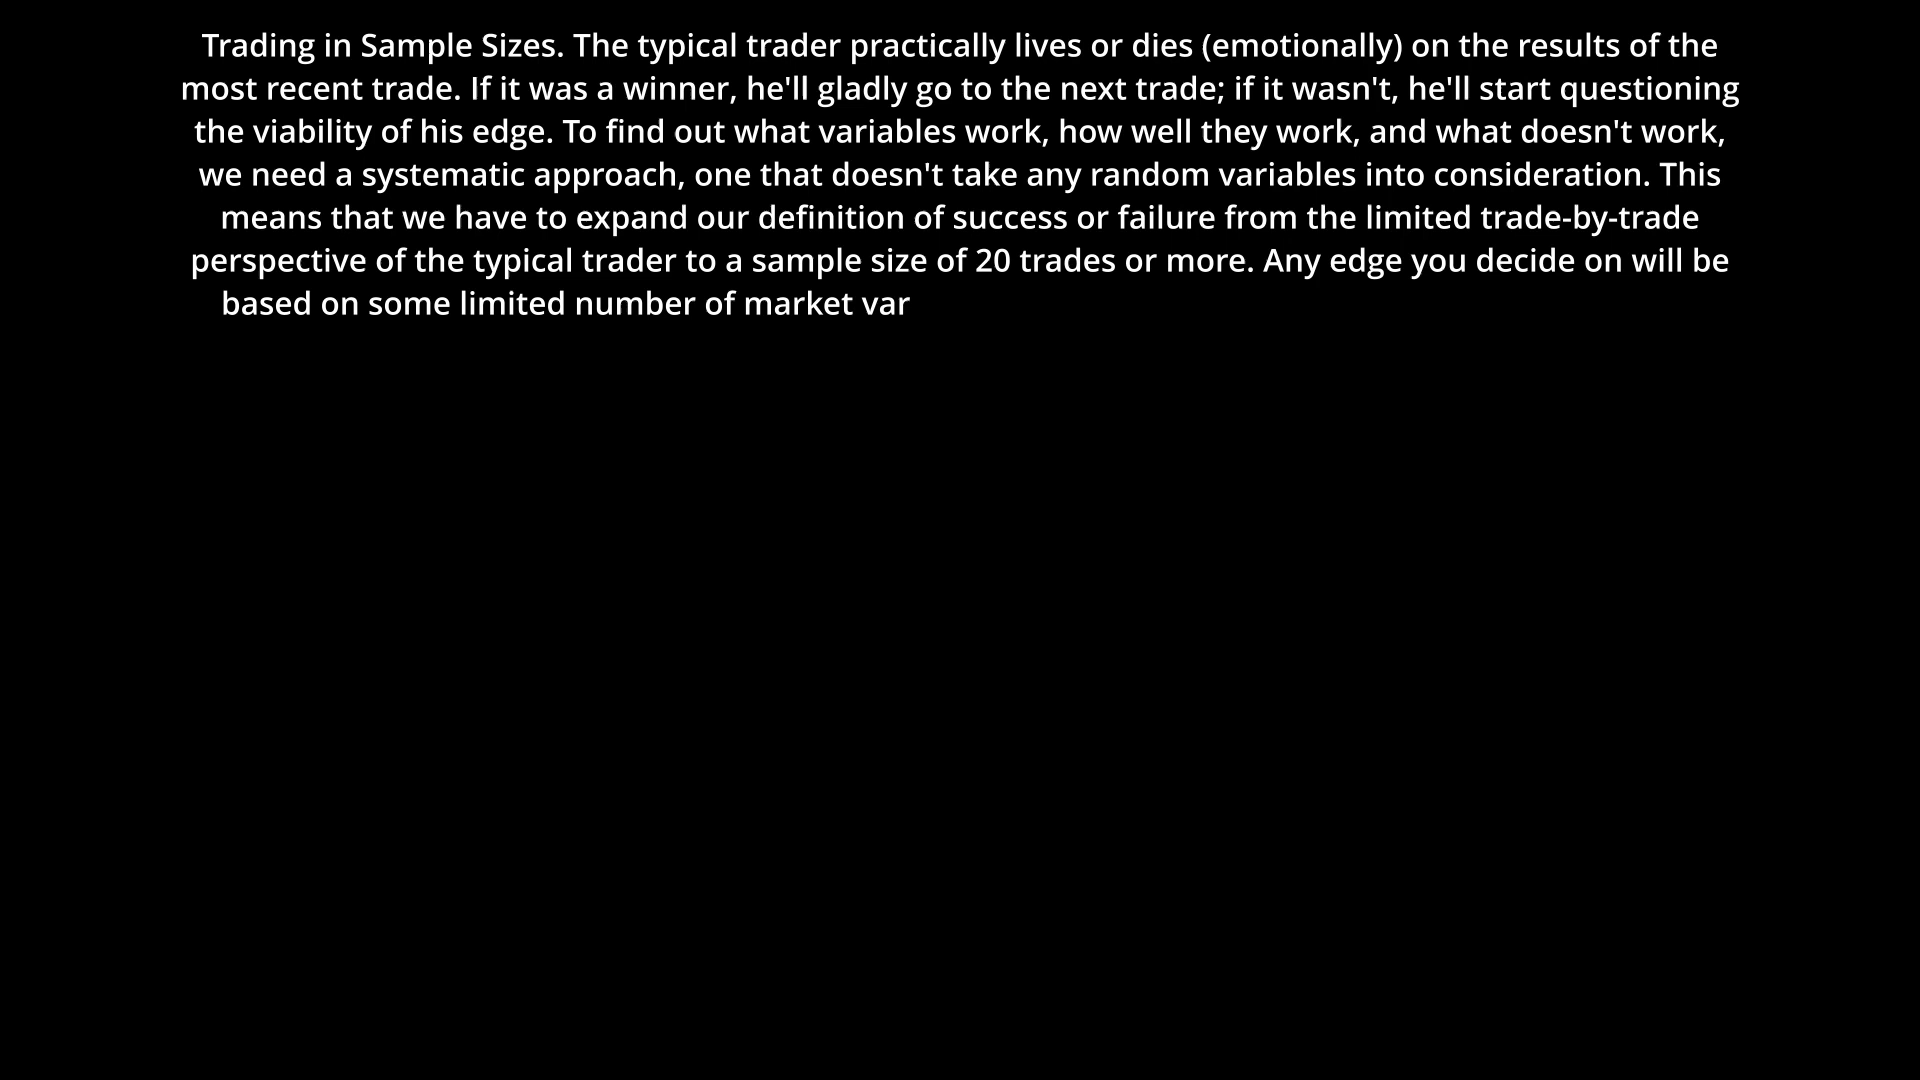 Trading in Sample Sizes. The typical trader practically lives or dies (emotionally) on the results of the
most recent trade. If it was a winner, he'll gladly go to the next trade; if it wasn't, he'll start questioning
the viability of his edge. To find out what variables work, how well they work, and what doesn't work,
we need a systematic approach, one that doesn't take any random variables into consideration. This
means that we have to expand our definition of success or failure from the limited trade-by-trade
perspective of the typical trader to a sample size of 20 trades or more. Any edge you decide on will be
based on some limited number of market var